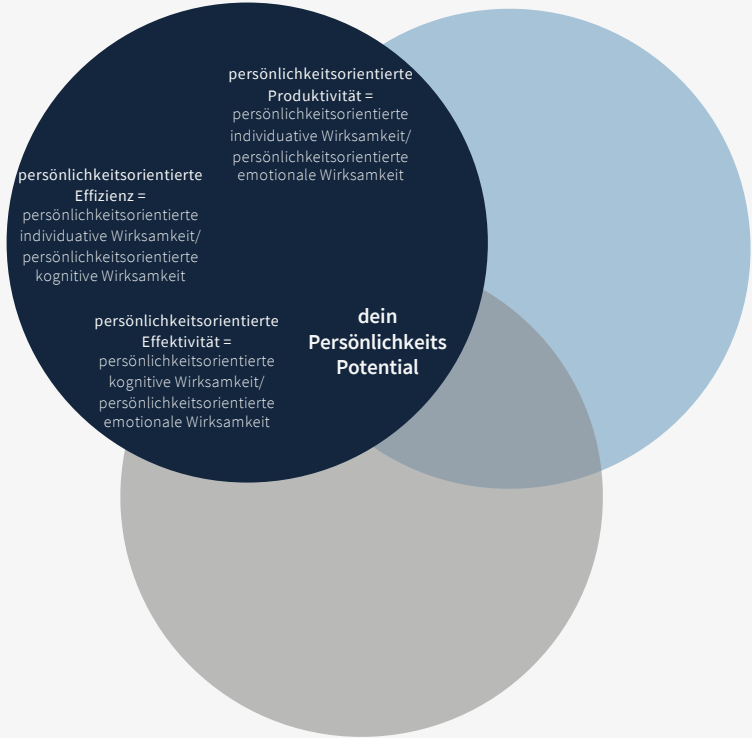 persönlichkeitsorientierte
Produktivität =
persönlichkeitsorientierte
individuative Wirksamkeit/
persönlichkeitsorientierte
emotionale Wirksamkeit
persönlichkeitsorientierte
Effizienz =
persönlichkeitsorientierte
individuative Wirksamkeit/
persönlichkeitsorientierte
kognitive Wirksamkeit
persönlichkeitsorientierte
Effektivität =
persönlichkeitsorientierte
kognitive Wirksamkeit/
persönlichkeitsorientierte
emotionale Wirksamkeit
dein
Persönlichkeits
Potential